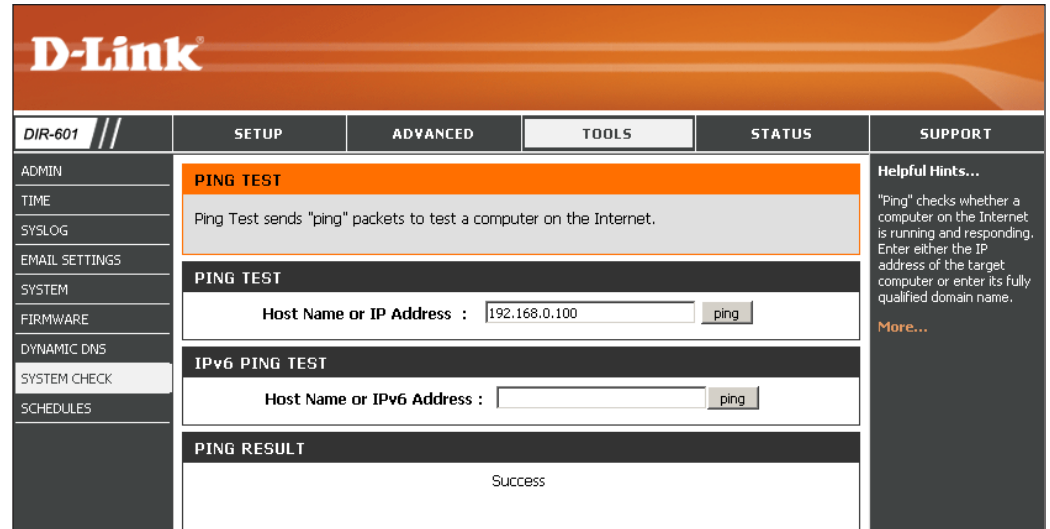 D-Link®
DIR-601
SETUP
ADVANCED
TOOLS
STATUS
SUPPORT
ADMIN
TIME
SYSLOG
EMAIL SETTINGS
SYSTEM
FIRMWARE
DYNAMIC DNS
SYSTEM CHECK
SCHEDULES
PING TEST
Ping Test sends "ping" packets to test a computer on the Internet.
PING TEST
Host Name or IP Address : 192.168.0.100 ping
IPv6 PING TEST
Host Name or IPv6 Address : ping
PING RESULT
Success
Helpful Hints...
"Ping" checks whether a
computer on the Internet
is running and responding.
Enter either the IP
address of the target
computer or enter its fully
qualified domain name.
More...